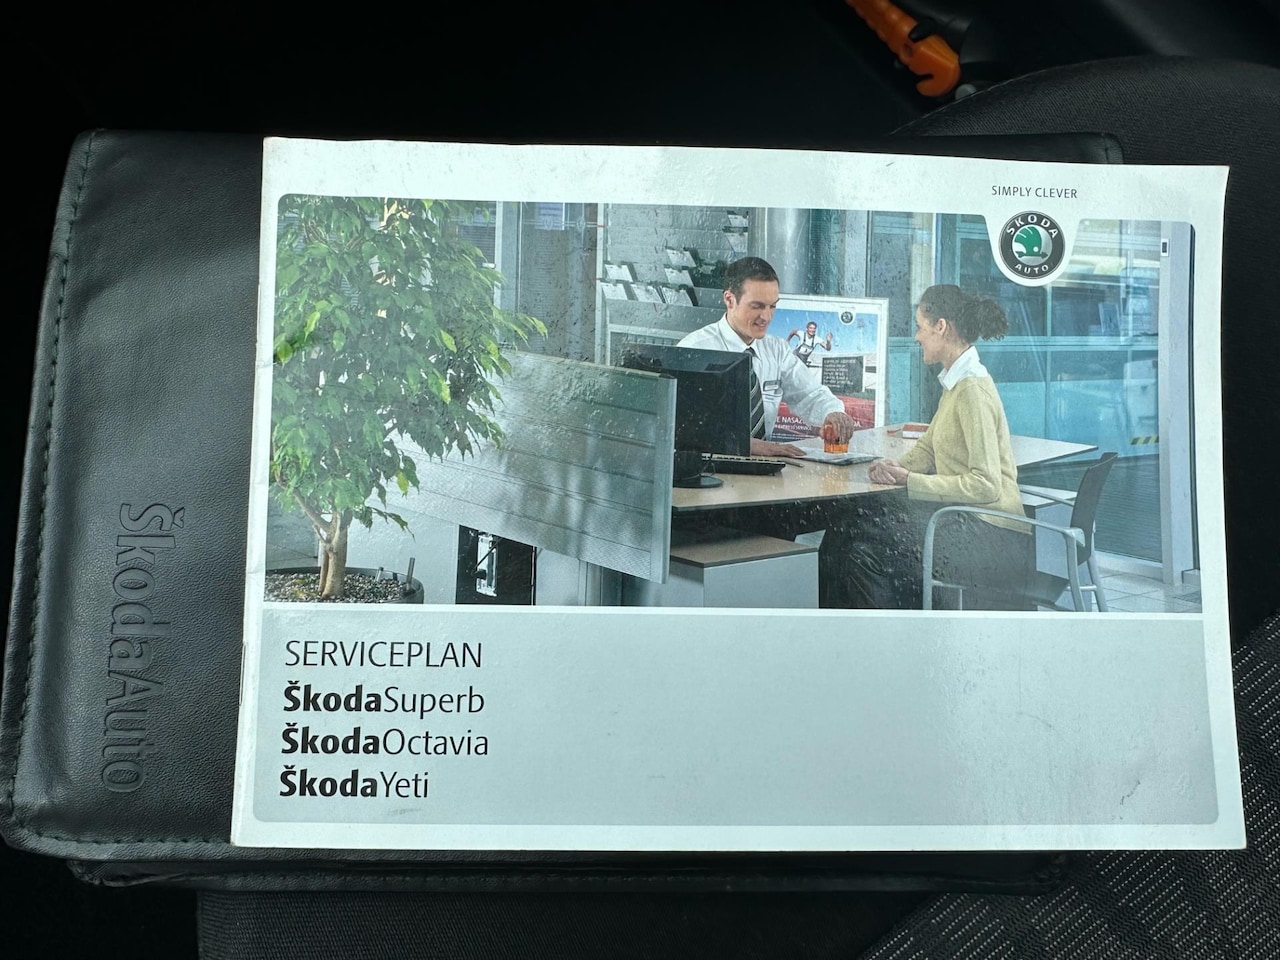 SIMPLY CLEVER
ŠKODA
AUTO
SERVICEPLAN
ŠkodaSuperb
ŠkodaOctavia
ŠkodaYeti
ŠkodaAuto